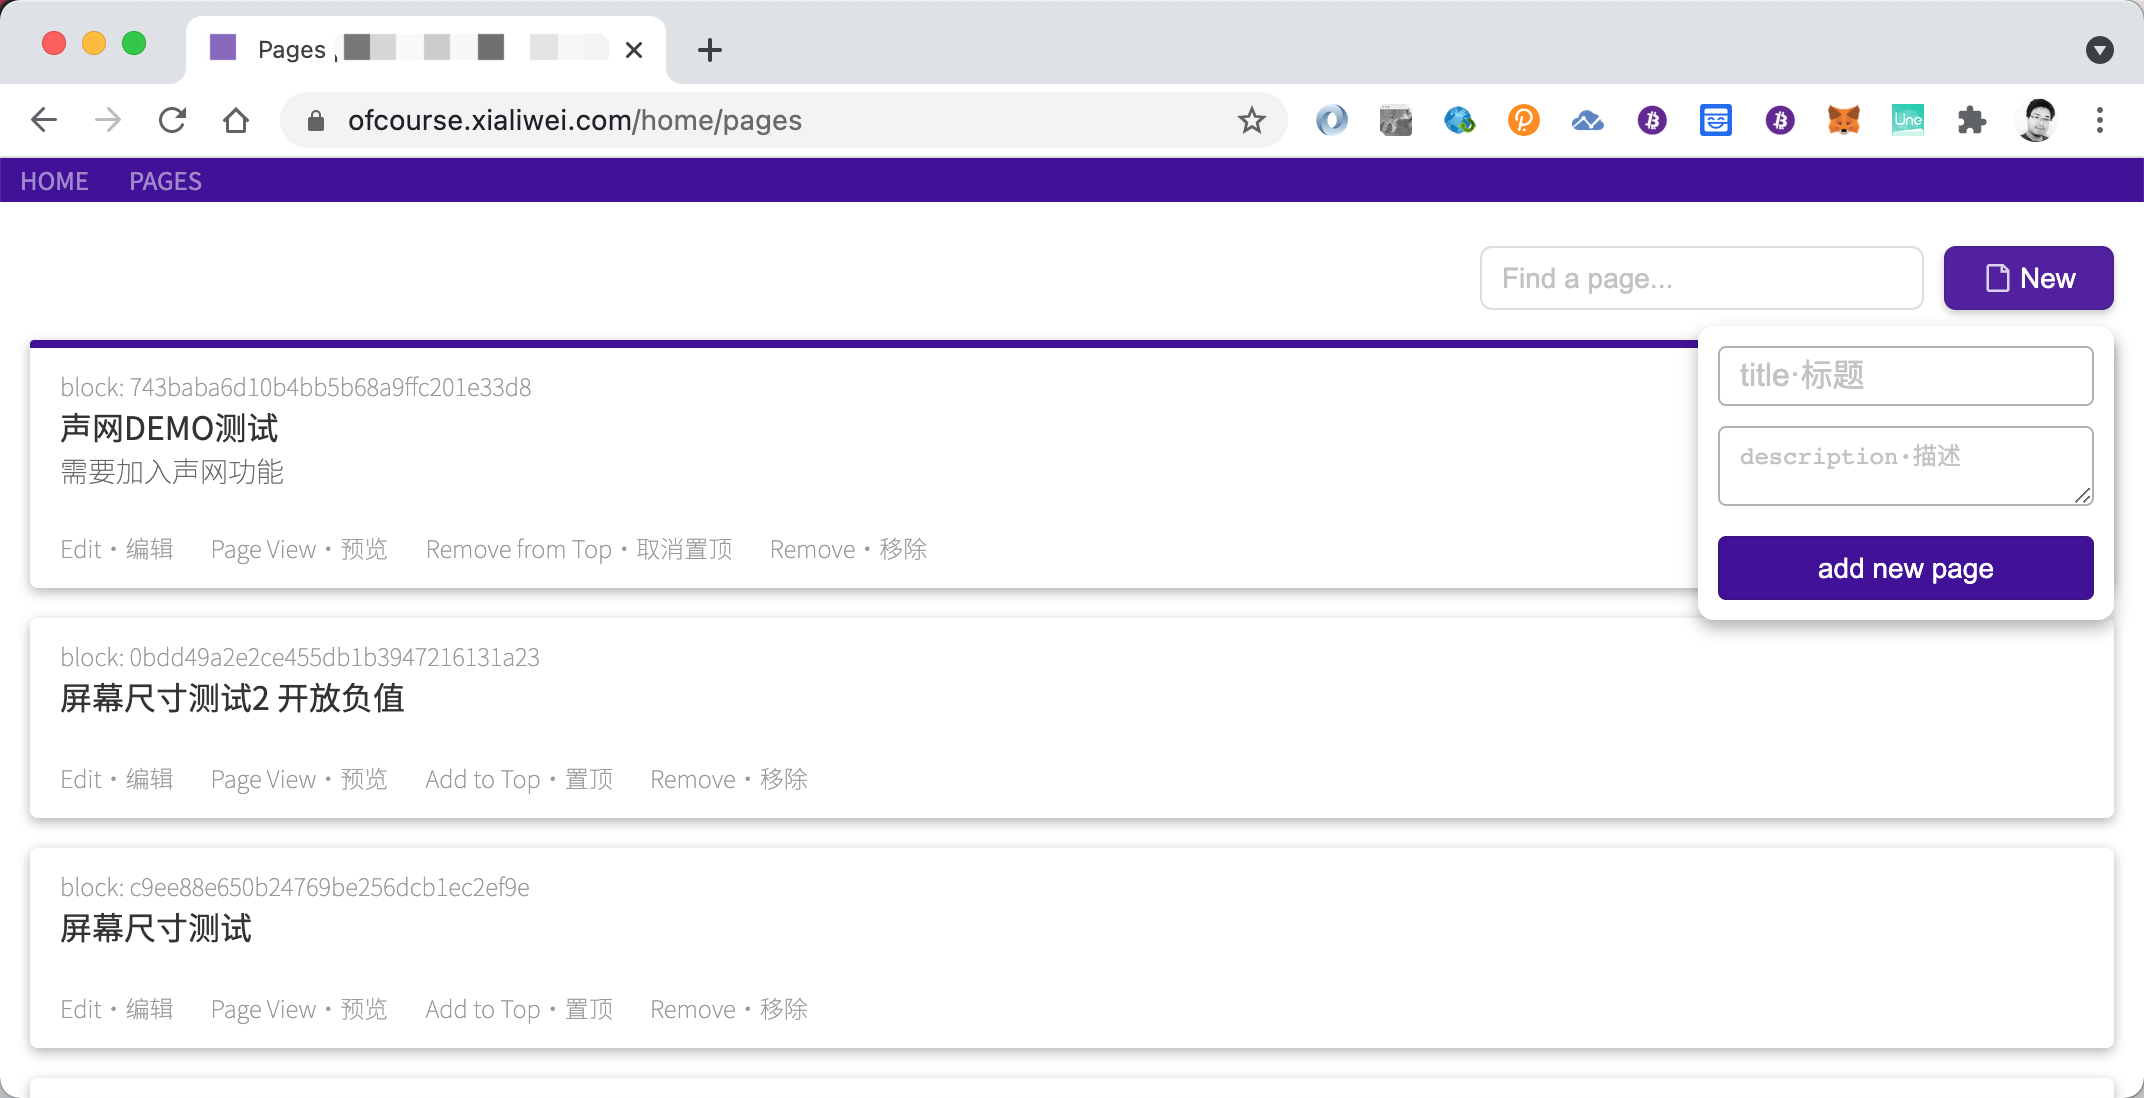 Pages
ofcourse.xialiwei.com/home/pages
HOME PAGES
Find a page...
New
title·标题
description·描述
add new page
block: 743baba6d10b4bb5b68a9ffc201e33d8
声网DEMO测试
需要加入声网功能
Edit · 编辑 Page View · 预览 Remove from Top · 取消置顶 Remove · 移除
block: 0bdd49a2e2ce455db1b3947216131a23
屏幕尺寸测试2 开放负值
Edit · 编辑 Page View · 预览 Add to Top · 置顶 Remove · 移除
block: c9ee88e650b24769be256dcb1ec2ef9e
屏幕尺寸测试
Edit · 编辑 Page View · 预览 Add to Top · 置顶 Remove · 移除